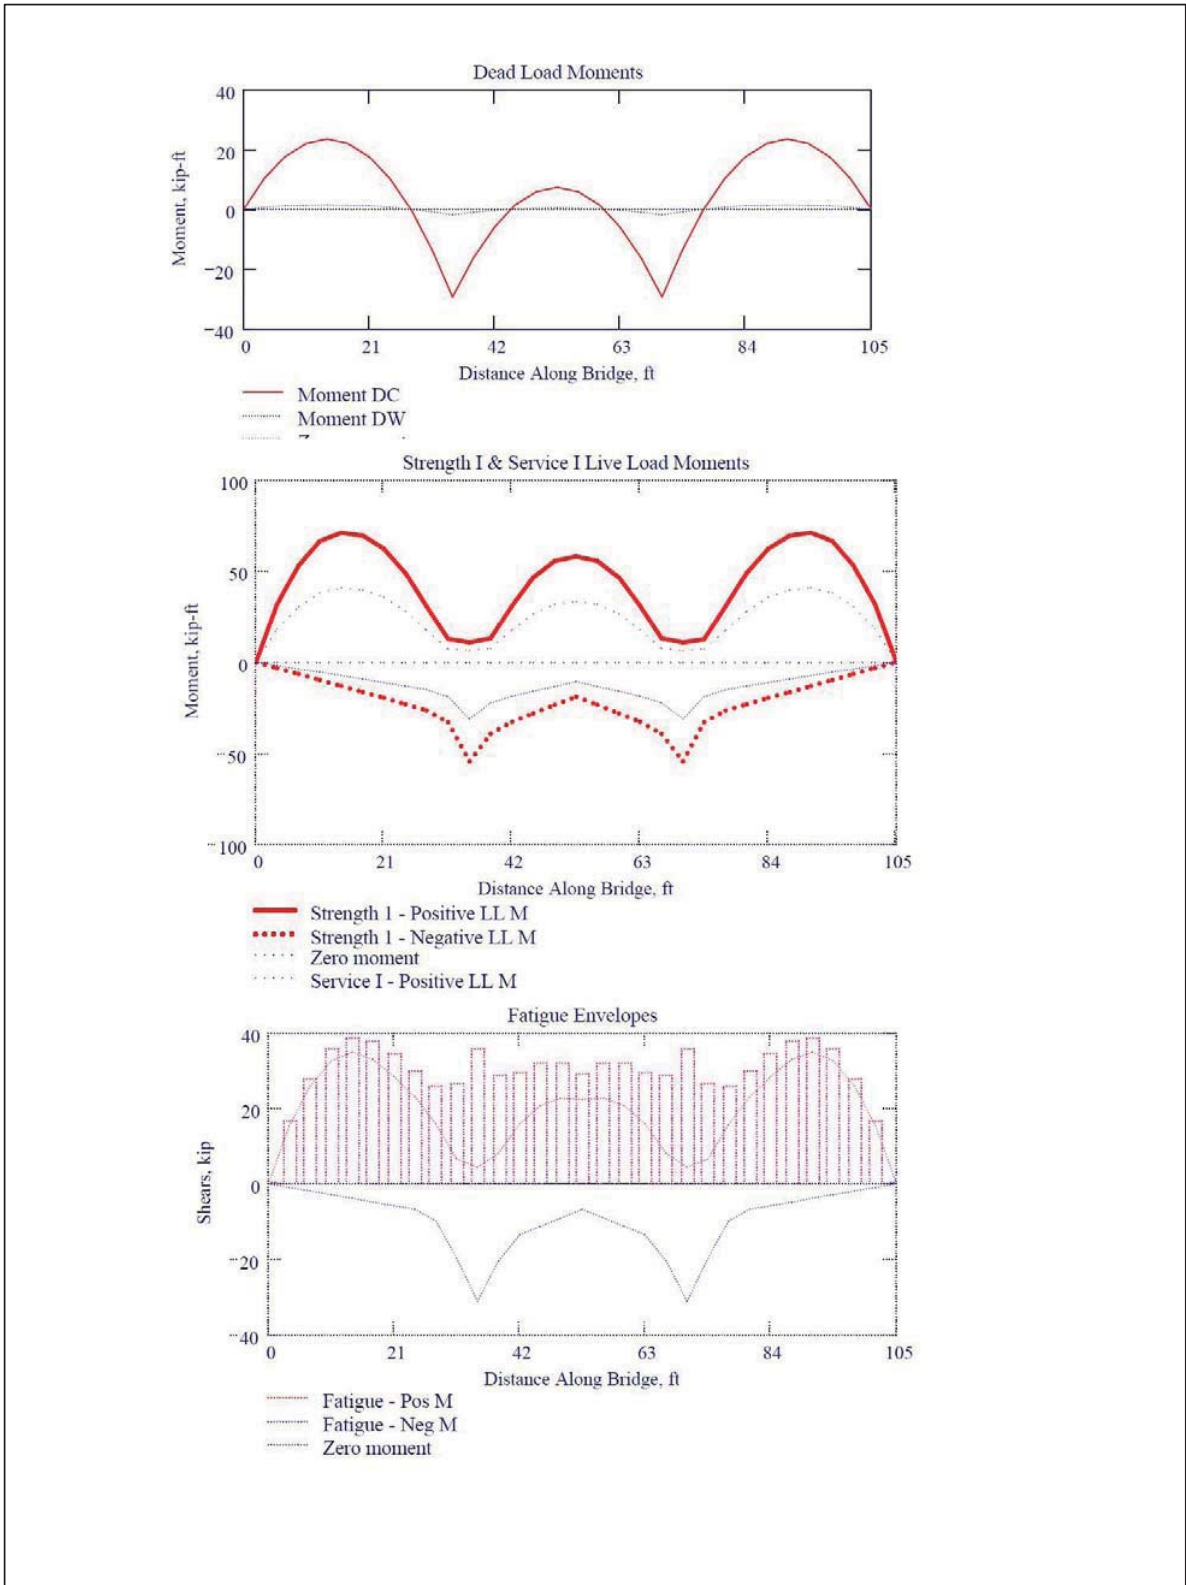 Dead Load Moments
40
20
0
−20
−40
Moment, kip-ft
0 21 42 63 84 105
Distance Along Bridge, ft
Moment DC
Moment DW
Strength I & Service I Live Load Moments
100
50
0
−50
−100
Moment, kip-ft
0 21 42 63 84 105
Distance Along Bridge, ft
Strength 1 - Positive LL M
Strength 1 - Negative LL M
Zero moment
Service I - Positive LL M
Fatigue Envelopes
40
20
0
−20
−40
Shears, kip
0 21 42 63 84 105
Distance Along Bridge, ft
Fatigue - Pos M
Fatigue - Neg M
Zero moment